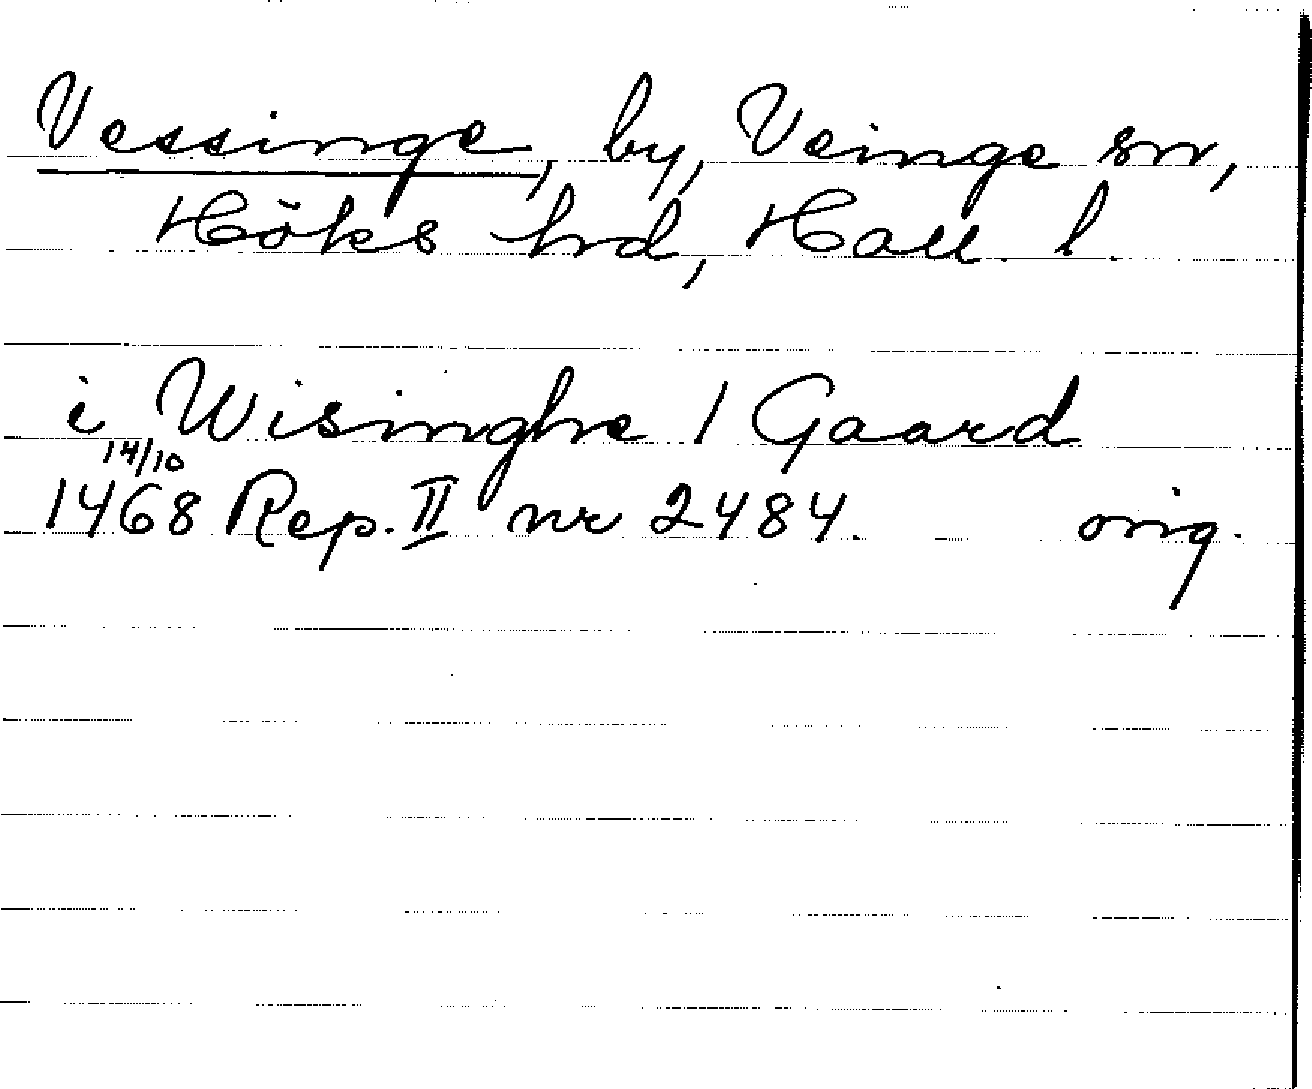 Vessinge, by, Veinge sn,
Höks hd, Hall. l.
i Wisinghe 1 Gaard
14/10
1468 Rep. II nr 2484. orig.